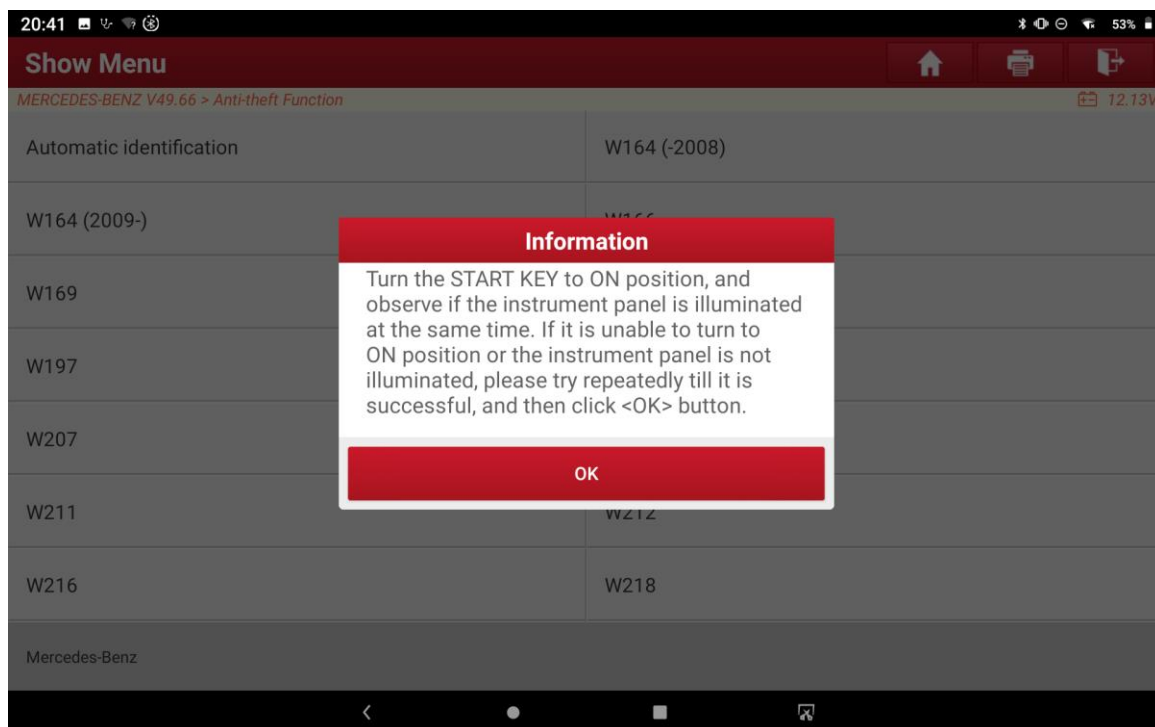 20:41
53%
Show Menu
MERCEDES-BENZ V49.66 > Anti-theft Function
12.13V
Automatic identification
W164 (-2008)
W164 (2009-)
W166
Information
Turn the START KEY to ON position, and
observe if the instrument panel is illuminated
at the same time. If it is unable to turn to
ON position or the instrument panel is not
illuminated, please try repeatedly till it is
successful, and then click <OK> button.
OK
W169
W197
W207
W211
W212
W216
W218
Mercedes-Benz